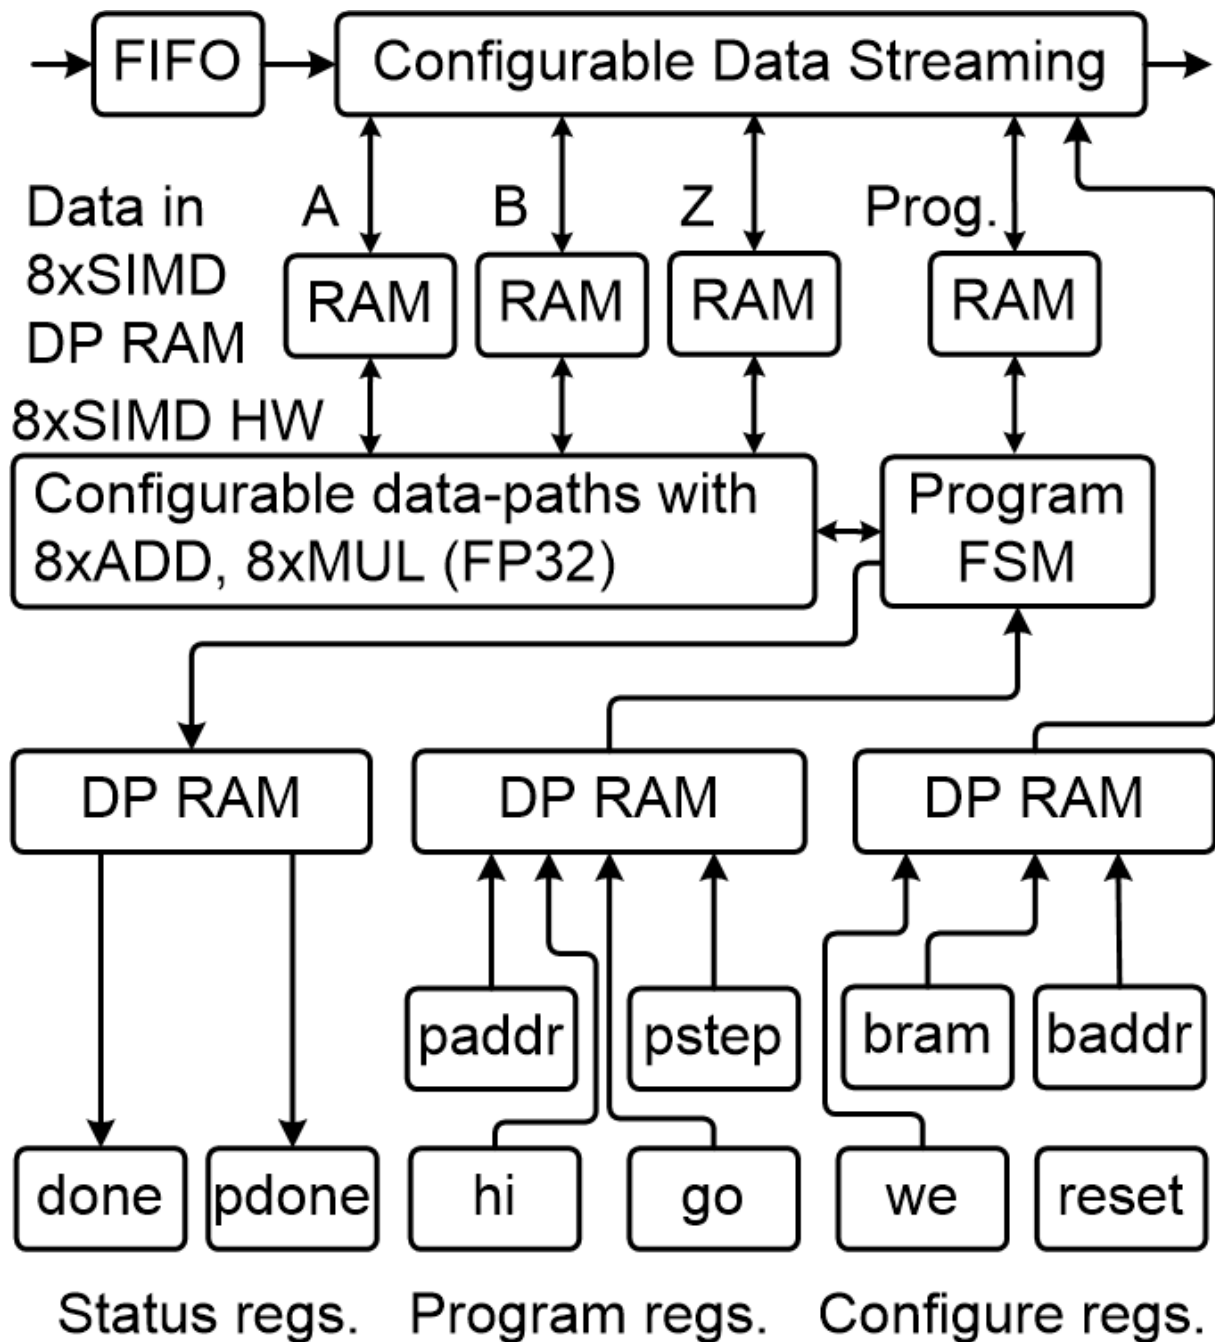 FIFO
Configurable Data Streaming
Data in
8xSIMD
DP RAM
A
B
Z
Prog.
RAM
RAM
RAM
RAM
8xSIMD HW
Configurable data-paths with
8xADD, 8xMUL (FP32)
Program
FSM
DP RAM
DP RAM
DP RAM
paddr
pstep
bram
baddr
done
pdone
hi
go
we
reset
Status regs.
Program regs.
Configure regs.